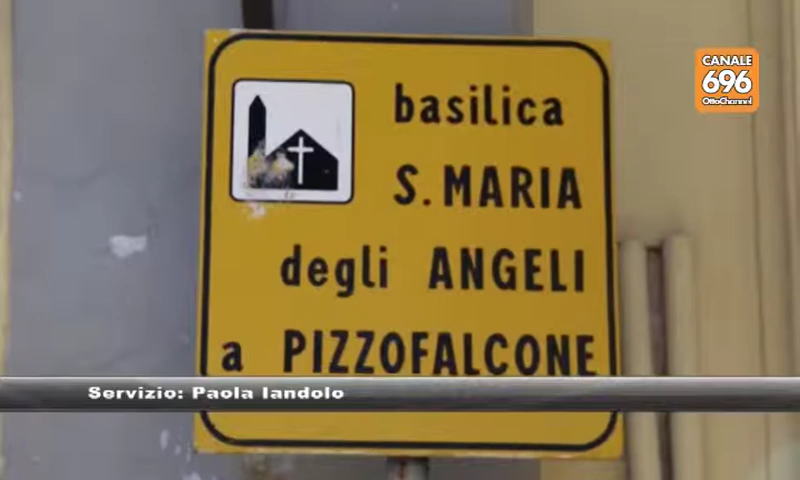 CANALE
696
OttoChannel
basilica
S. MARIA
degli ANGELI
a PIZZOFALCONE
Servizio: Paola Iandolo